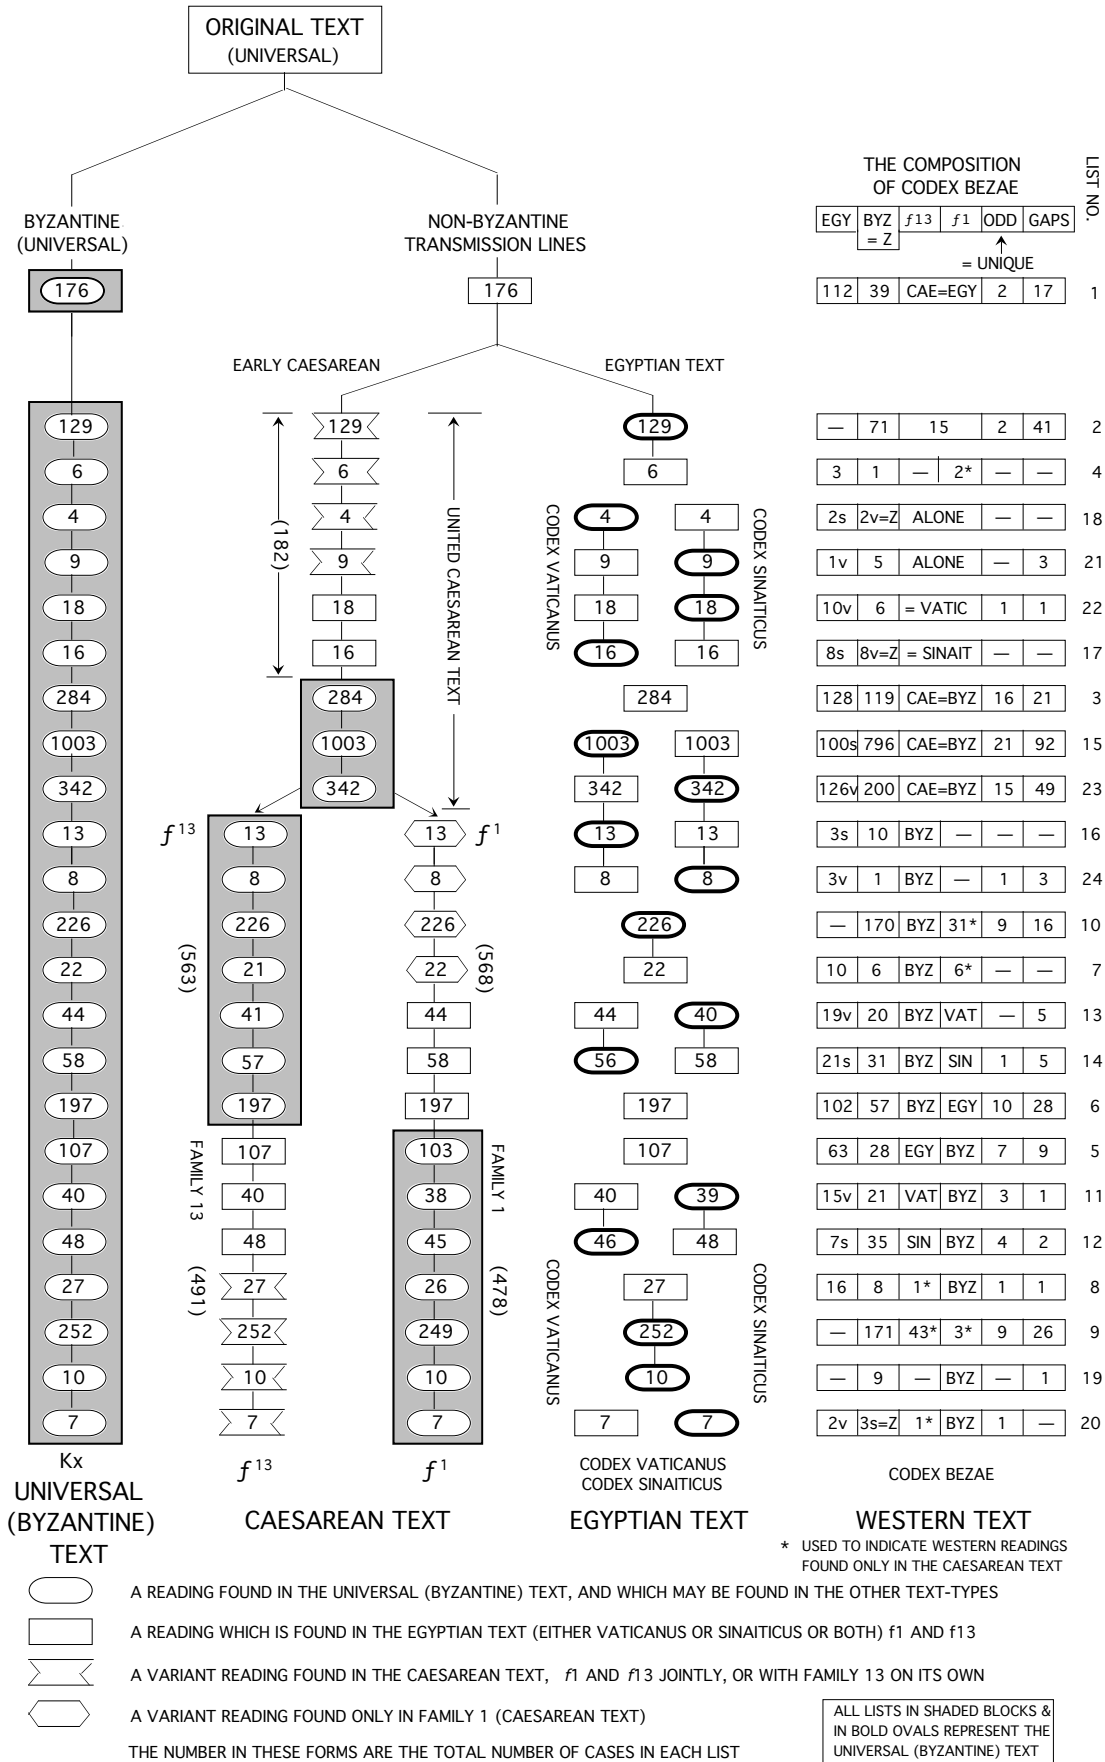 ORIGINAL TEXT
(UNIVERSAL)
THE COMPOSITION
OF CODEX BEZAE
LIST NO.
BYZANTINE
(UNIVERSAL)
NON-BYZANTINE
TRANSMISSION LINES
EGY BYZ = Z f13 f1 ODD GAPS
= UNIQUE
176 176 112 39 CAE=EGY 2 17 1
EARLY CAESAREAN EGYPTIAN TEXT
129 129 129 — 71 15 2 41 2
6 6 6 3 1 — 2* — — 4
4 4 4 4 2s 2v=Z ALONE — — 18
9 9 9 9 1v 5 ALONE — 3 21
18 18 18 18 10v 6 = VATIC 1 1 22
16 16 16 16 8s 8v=Z = SINAIT — — 17
(182)
UNITED CAESAREAN TEXT
CODEX VATICANUS
CODEX SINAITICUS
284 284 284 128 119 CAE=BYZ 16 21 3
1003 1003 1003 1003 100s 796 CAE=BYZ 21 92 15
342 342 342 342 126v 200 CAE=BYZ 15 49 23
f13 f1
13 13 13 13 13 3s 10 BYZ — — — 16
8 8 8 8 8 3v 1 BYZ — 1 3 24
226 226 226 226 — 170 BYZ 31* 9 16 10
22 21 22 22 10 6 BYZ 6* — — 7
(563) (568)
44 41 44 44 40 19v 20 BYZ VAT — 5 13
58 57 58 56 58 21s 31 BYZ SIN 1 5 14
197 197 197 197 102 57 BYZ EGY 10 28 6
107 107 103 107 63 28 EGY BYZ 7 9 5
FAMILY 13 FAMILY 1
40 40 38 40 39 15v 21 VAT BYZ 3 1 11
48 48 45 46 48 7s 35 SIN BYZ 4 2 12
27 27 26 27 16 8 1* BYZ 1 1 8
(491) (478)
CODEX VATICANUS
CODEX SINAITICUS
252 252 249 252 — 171 43* 3* 9 26 9
10 10 10 10 — 9 — BYZ — 1 19
7 7 7 7 7 2v 3s=Z 1* BYZ 1 — 20
Kx f13 f1
CODEX VATICANUS
CODEX SINAITICUS
CODEX BEZAE
UNIVERSAL
(BYZANTINE)
TEXT
CAESAREAN TEXT EGYPTIAN TEXT WESTERN TEXT
* USED TO INDICATE WESTERN READINGS
FOUND ONLY IN THE CAESAREAN TEXT
A READING FOUND IN THE UNIVERSAL (BYZANTINE) TEXT, AND WHICH MAY BE FOUND IN THE OTHER TEXT-TYPES
A READING WHICH IS FOUND IN THE EGYPTIAN TEXT (EITHER VATICANUS OR SINAITICUS OR BOTH) f1 AND f13
A VARIANT READING FOUND IN THE CAESAREAN TEXT, f1 AND f13 JOINTLY, OR WITH FAMILY 13 ON ITS OWN
A VARIANT READING FOUND ONLY IN FAMILY 1 (CAESAREAN TEXT)
THE NUMBER IN THESE FORMS ARE THE TOTAL NUMBER OF CASES IN EACH LIST
ALL LISTS IN SHADED BLOCKS &
IN BOLD OVALS REPRESENT THE
UNIVERSAL (BYZANTINE) TEXT